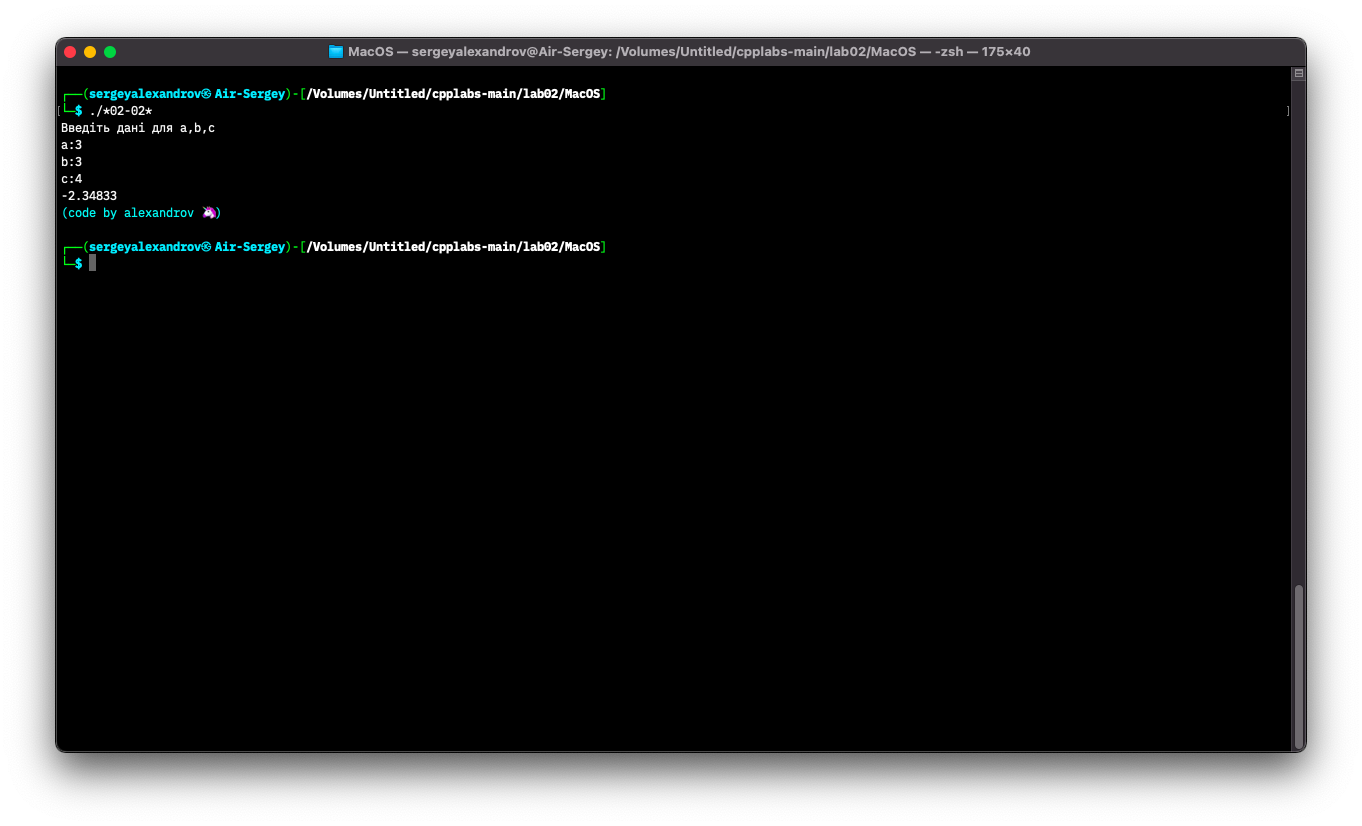 MacOS — sergeyalexandrov@Air-Sergey: /Volumes/Untitled/cpplabs-main/lab02/MacOS — -zsh — 175×40
┌──(sergeyalexandrov㉿Air-Sergey)-[/Volumes/Untitled/cpplabs-main/lab02/MacOS]
└─$ ./*02-02*
Введіть дані для a,b,c
a:3
b:3
c:4
-2.34833
(code by alexandrov 🦄)
┌──(sergeyalexandrov㉿Air-Sergey)-[/Volumes/Untitled/cpplabs-main/lab02/MacOS]
└─$